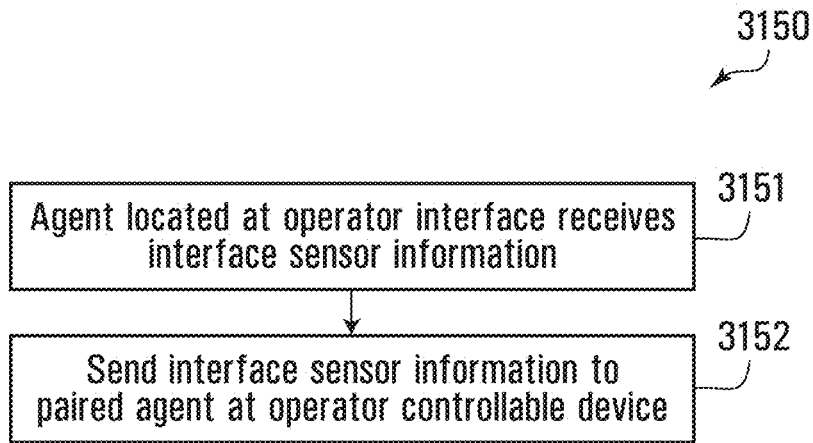 3150
3151
Agent located at operator interface receives
interface sensor information
3152
Send interface sensor information to
paired agent at operator controllable device